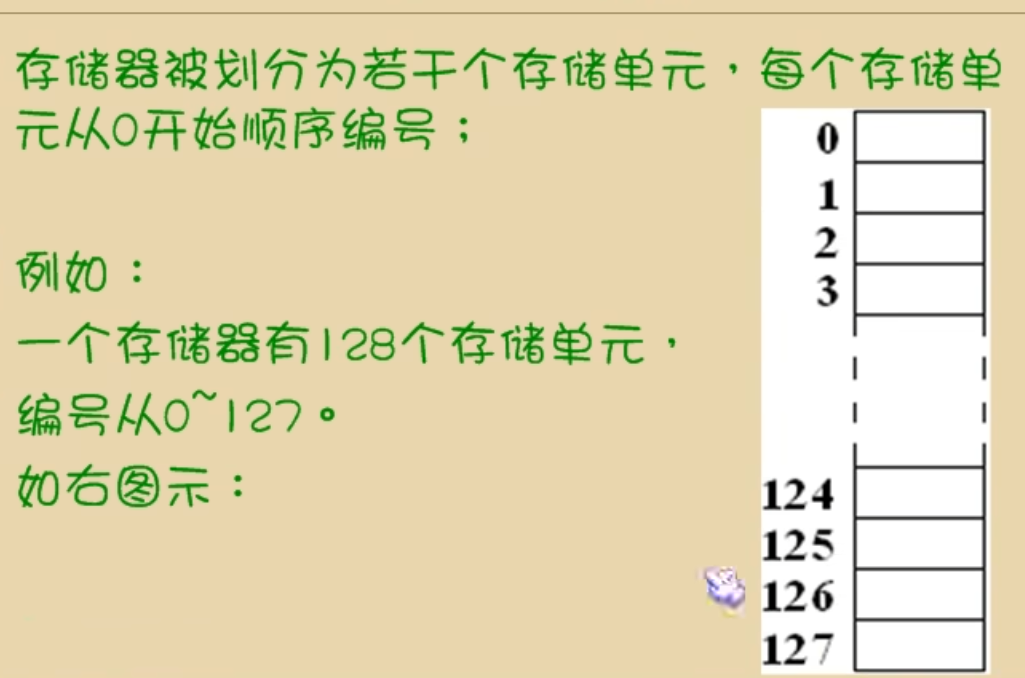 存储器被划分为若干个存储单元，每个存储单
元从0开始顺序编号；
例如：
一个存储器有128个存储单元，
编号从0~127。
如右图示：
0
1
2
3
124
125
126
127